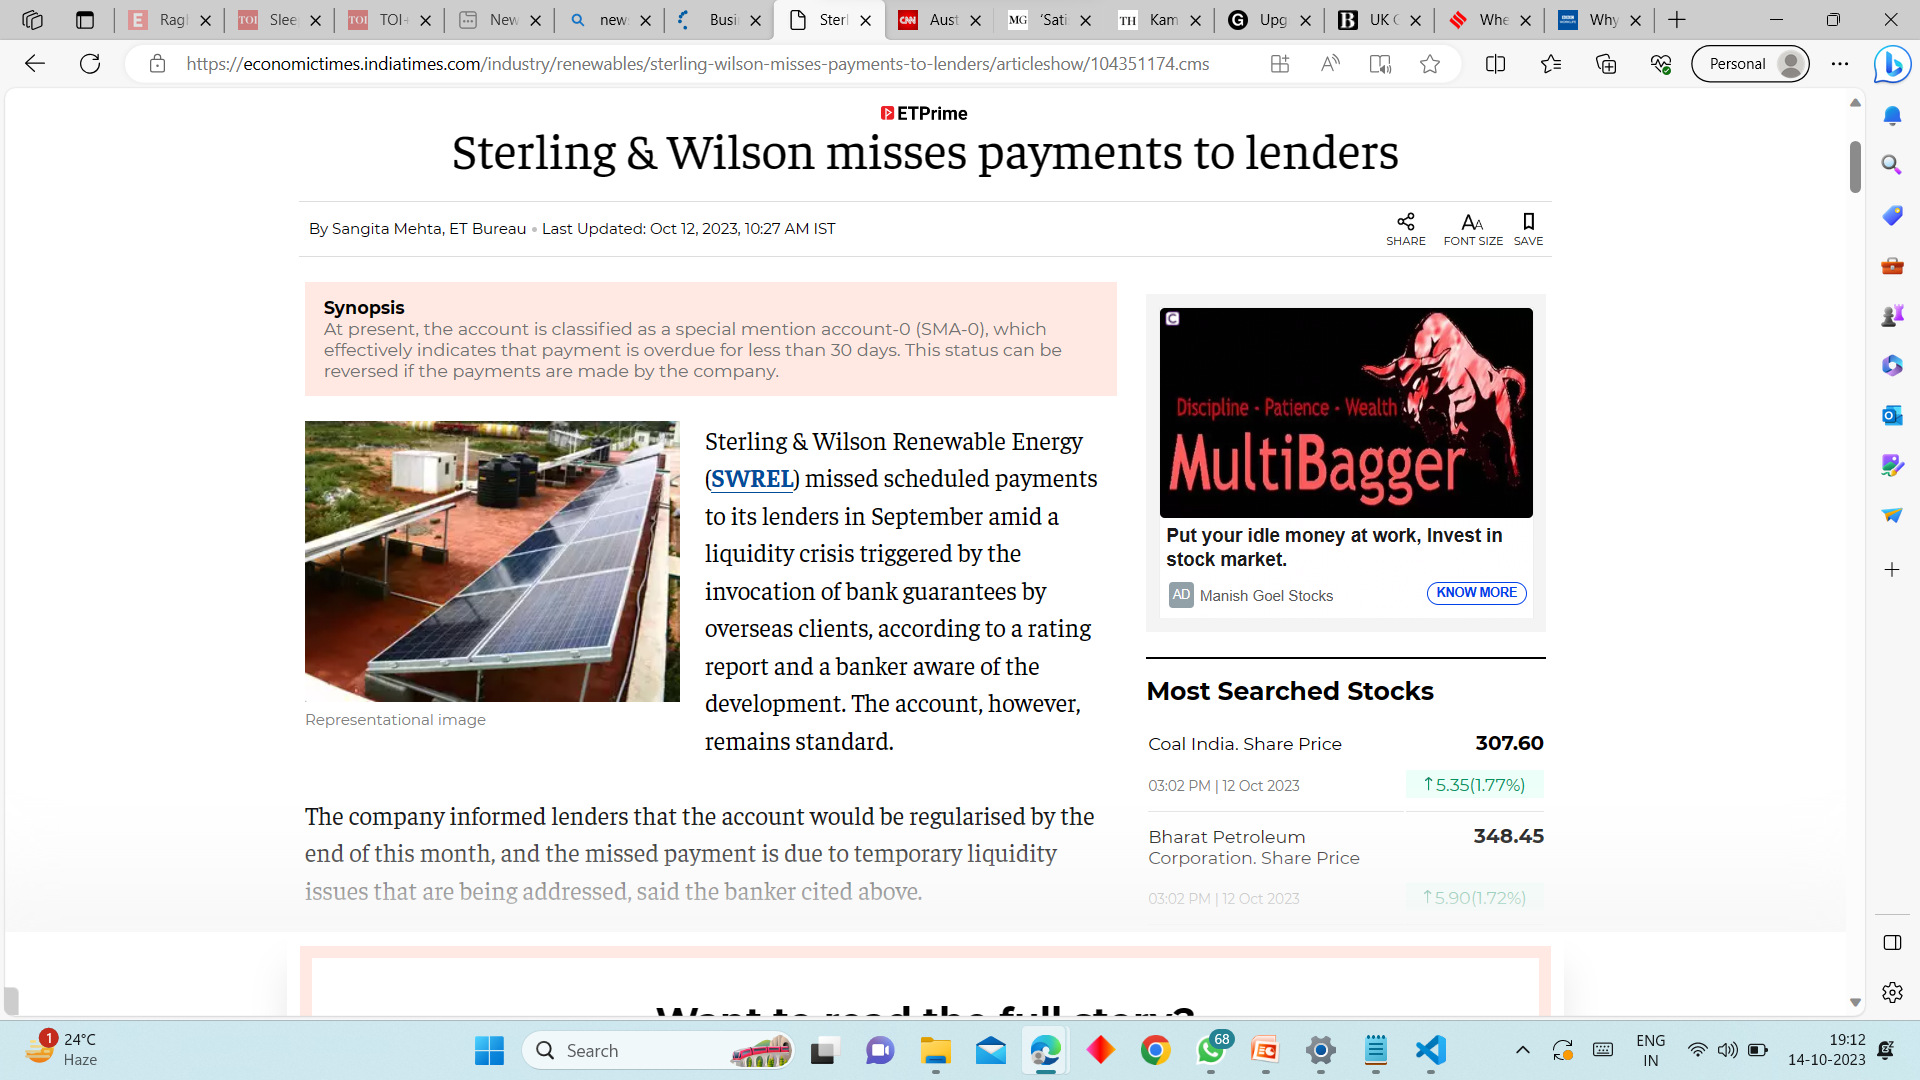 Ragl
Slee
TOI+
New
new
Busin
Sterl
Aust
'Sati
Kam
Upg
UK C
Whe
Why
https://economictimes.indiatimes.com/industry/renewables/sterling-wilson-misses-payments-to-lenders/articleshow/104351174.cms
Personal
ETPrime
Sterling & Wilson misses payments to lenders
By Sangita Mehta, ET Bureau • Last Updated: Oct 12, 2023, 10:27 AM IST
SHARE
FONT SIZE
SAVE
Synopsis
At present, the account is classified as a special mention account-0 (SMA-0), which
effectively indicates that payment is overdue for less than 30 days. This status can be
reversed if the payments are made by the company.
Representational image
Sterling & Wilson Renewable Energy
(SWREL) missed scheduled payments
to its lenders in September amid a
liquidity crisis triggered by the
invocation of bank guarantees by
overseas clients, according to a rating
report and a banker aware of the
development. The account, however,
remains standard.
The company informed lenders that the account would be regularised by the
end of this month, and the missed payment is due to temporary liquidity
issues that are being addressed, said the banker cited above.
Discipline - Patience - Wealth
MultiBagger
Put your idle money at work, Invest in
stock market.
AD Manish Goel Stocks
KNOW MORE
Most Searched Stocks
Coal India. Share Price 307.60
03:02 PM | 12 Oct 2023 ↑5.35(1.77%)
Bharat Petroleum 348.45
Corporation. Share Price
03:02 PM | 12 Oct 2023 ↑5.90(1.72%)
Want to read the full story?
1
24°C
Haze
Search
68
ENG
IN
19:12
14-10-2023